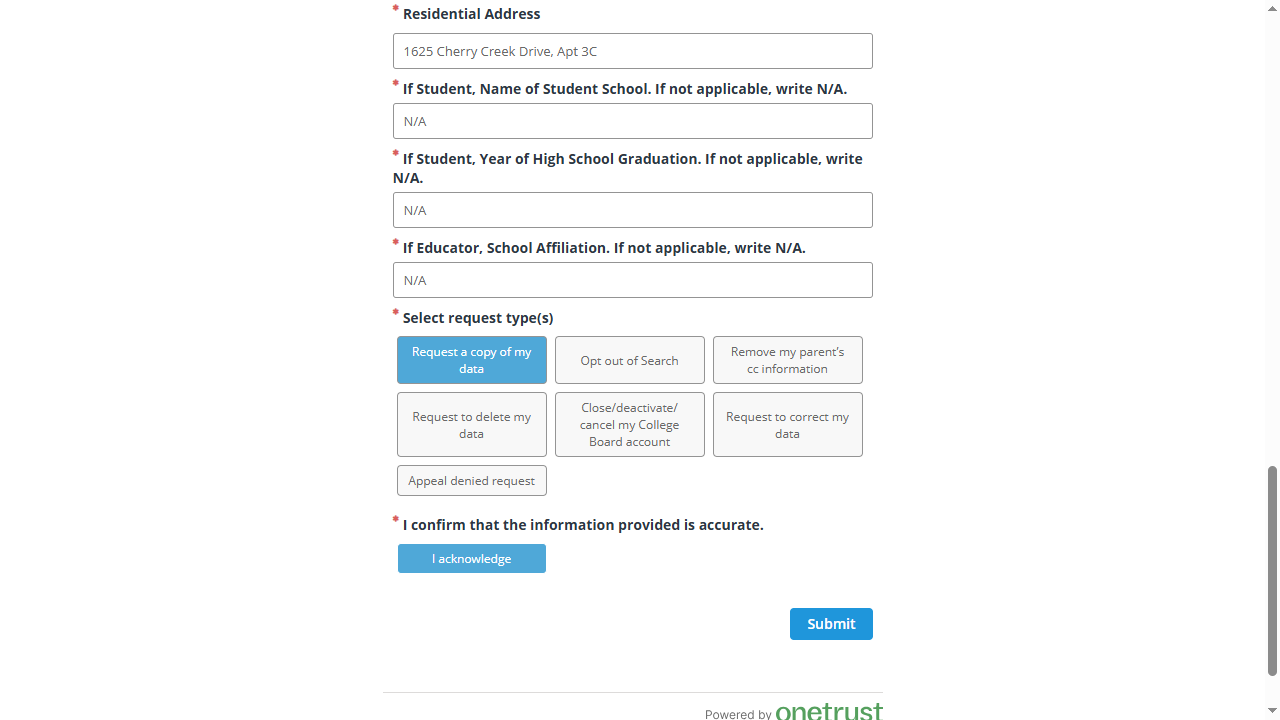 * Residential Address
1625 Cherry Creek Drive, Apt 3C
* If Student, Name of Student School. If not applicable, write N/A.
N/A
* If Student, Year of High School Graduation. If not applicable, write
N/A.
N/A
* If Educator, School Affiliation. If not applicable, write N/A.
N/A
* Select request type(s)
Request a copy of my
data
Opt out of Search
Remove my parent's
cc information
Request to delete my
data
Close/deactivate/
cancel my College
Board account
Request to correct my
data
Appeal denied request
* I confirm that the information provided is accurate.
I acknowledge
Submit
Powered by onetrust